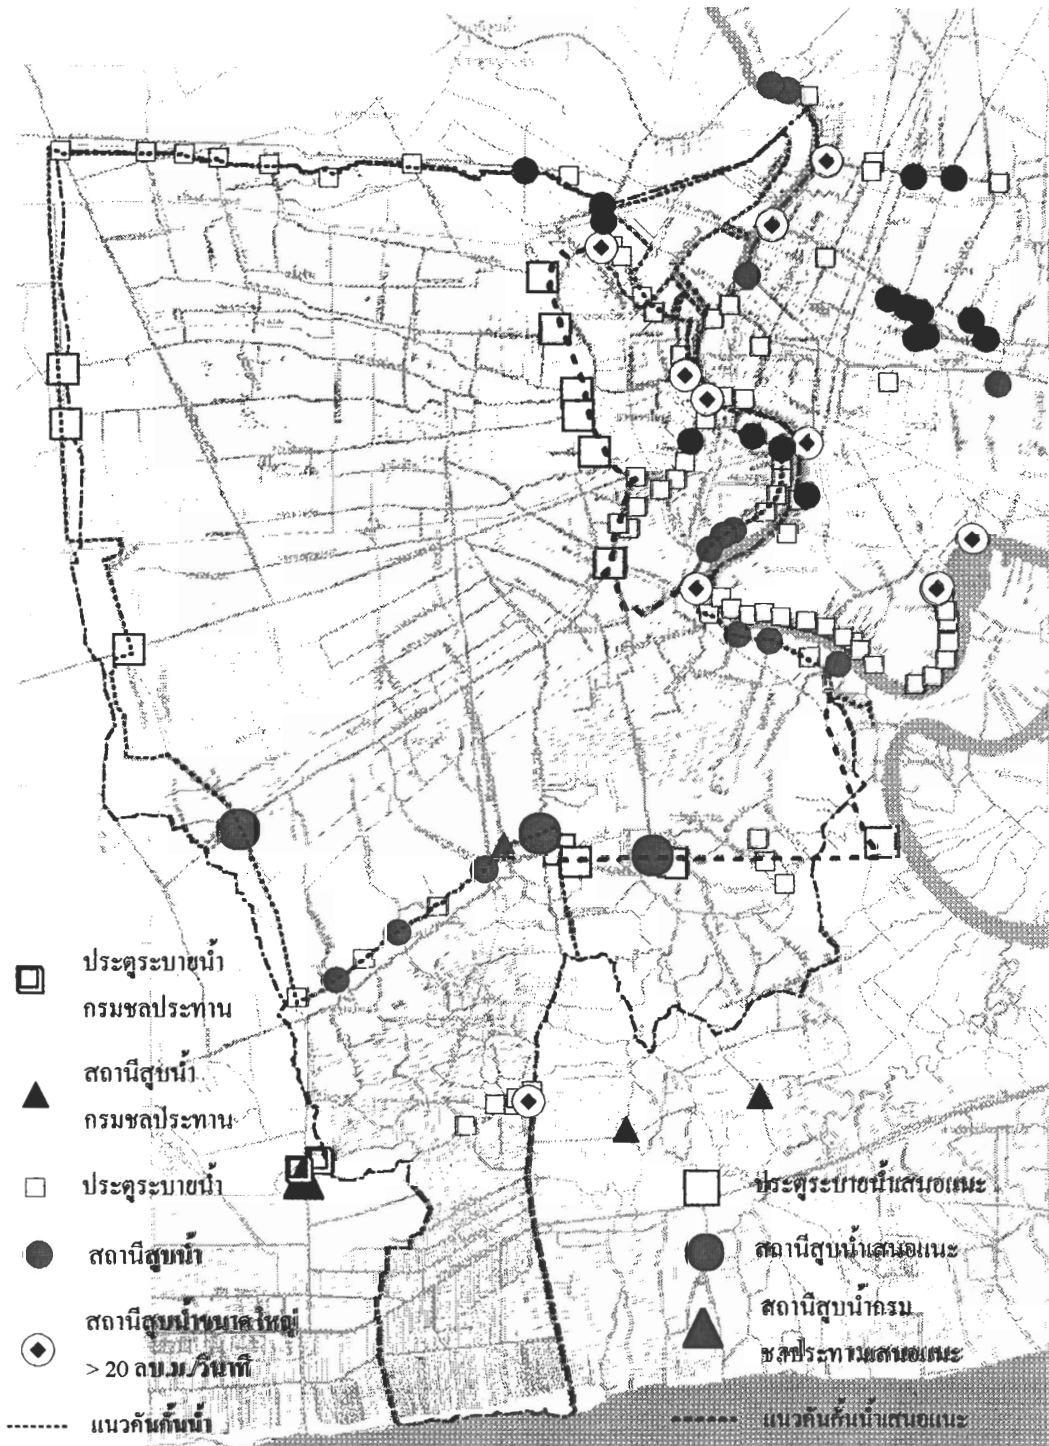 ประตูระบายน้ำ
กรมชลประทาน
สถานีสูบน้ำ
กรมชลประทาน
ประตูระบายน้ำ
สถานีสูบน้ำ
สถานีสูบน้ำขนาดใหญ่
> 20 ลบ.ม./วินาที
แนวคันกั้นน้ำ
ประตูระบายน้ำเสนอแนะ
สถานีสูบน้ำเสนอแนะ
สถานีสูบน้ำกรม
ชลประทานเสนอแนะ
แนวคันกั้นน้ำเสนอแนะ